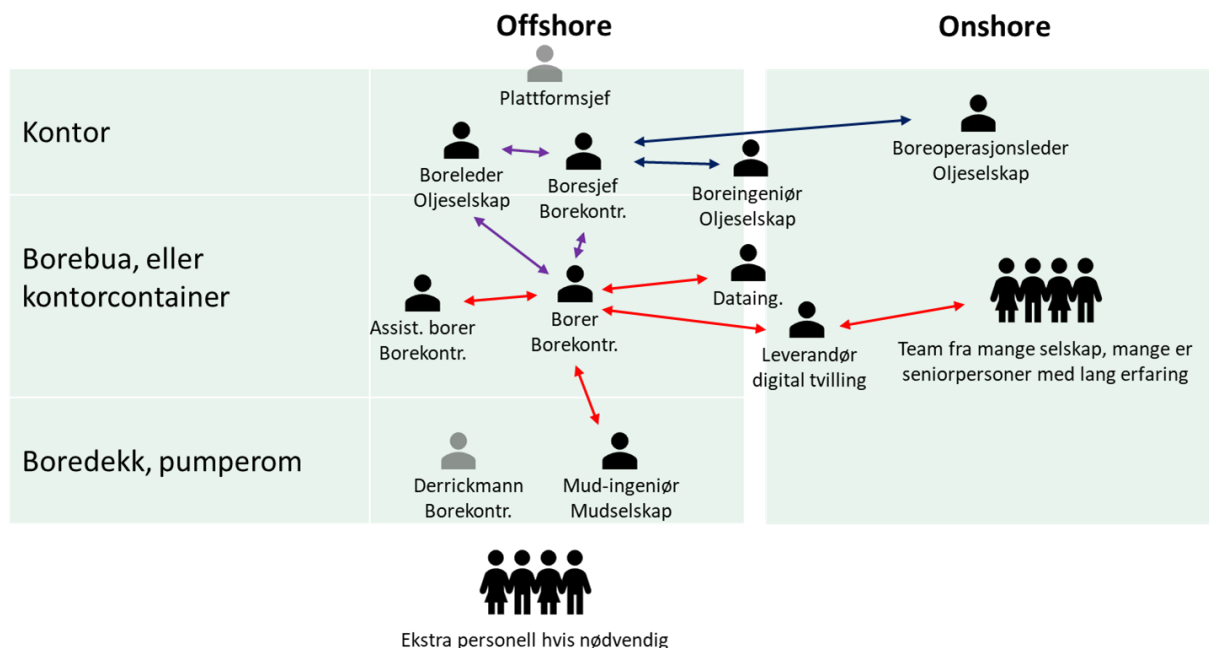 Offshore
Onshore
Plattformsjef
Kontor
Boreleder
Oljeselskap
Boresjef
Borekontr.
Boreingeniør
Oljeselskap
Boreoperasjonsleder
Oljeselskap
Borebua, eller
kontorcontainer
Assist. borer
Borekontr.
Borer
Borekontr.
Dataing.
Leverandør
digital tvilling
Team fra mange selskap, mange er
seniorpersoner med lang erfaring
Boredekk, pumperom
Derrickmann
Borekontr.
Mud-ingeniør
Mudselskap
Ekstra personell hvis nødvendig